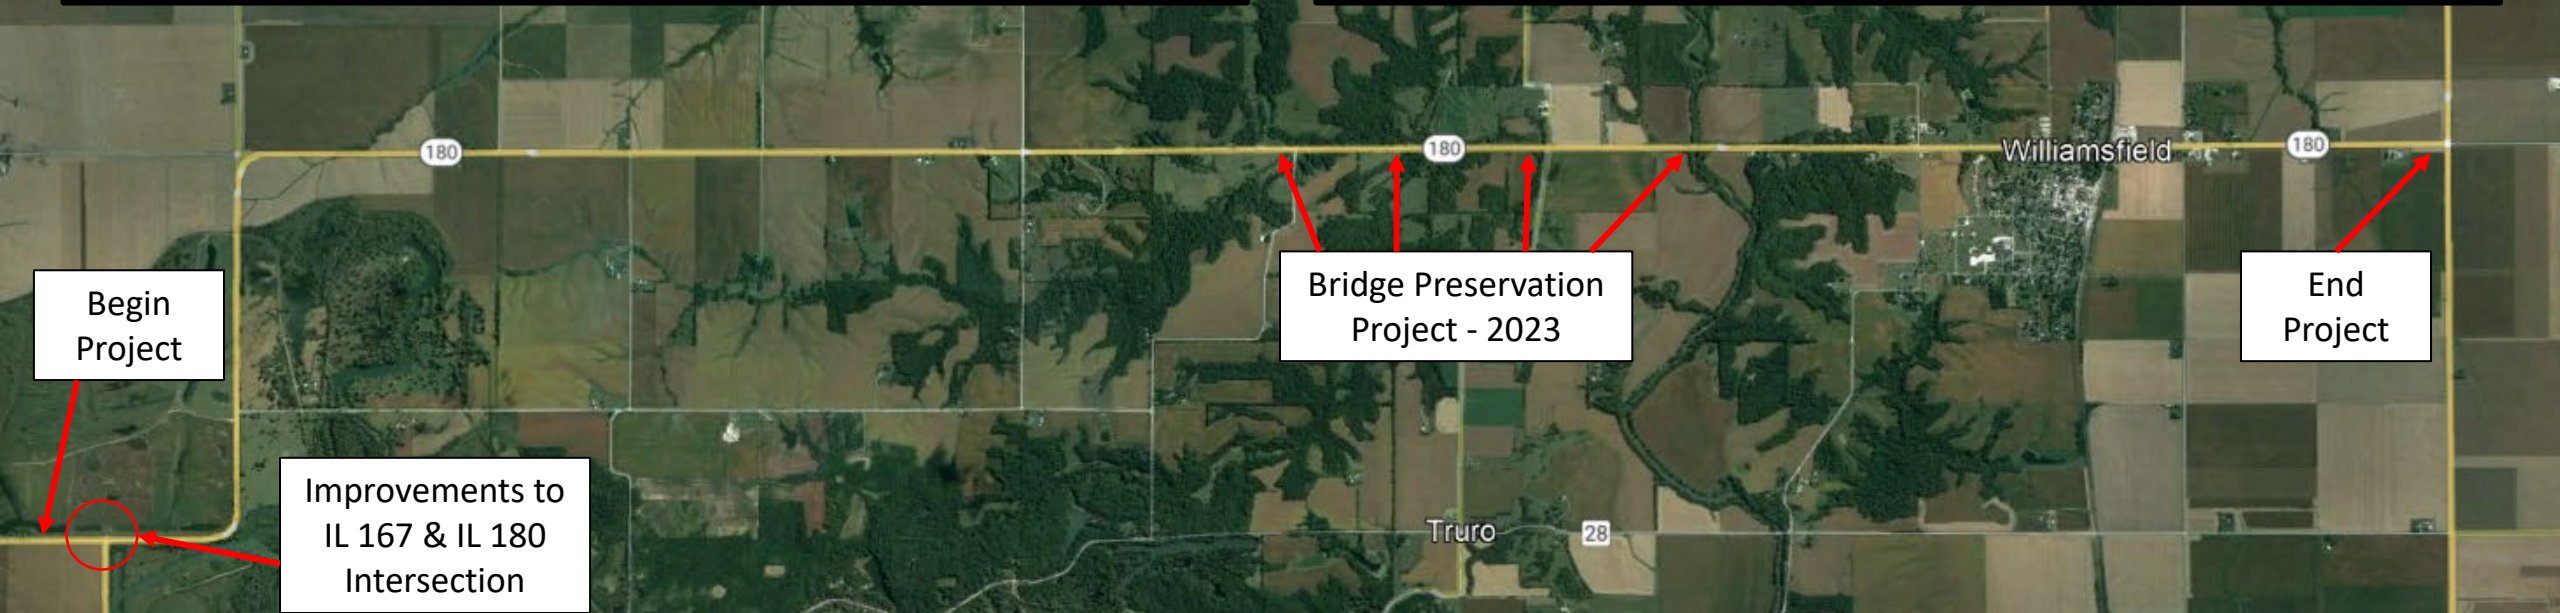 180
180
Williamsfield
180
Begin
Project
Bridge Preservation
Project - 2023
End
Project
Improvements to
IL 167 & IL 180
Intersection
Truro
28